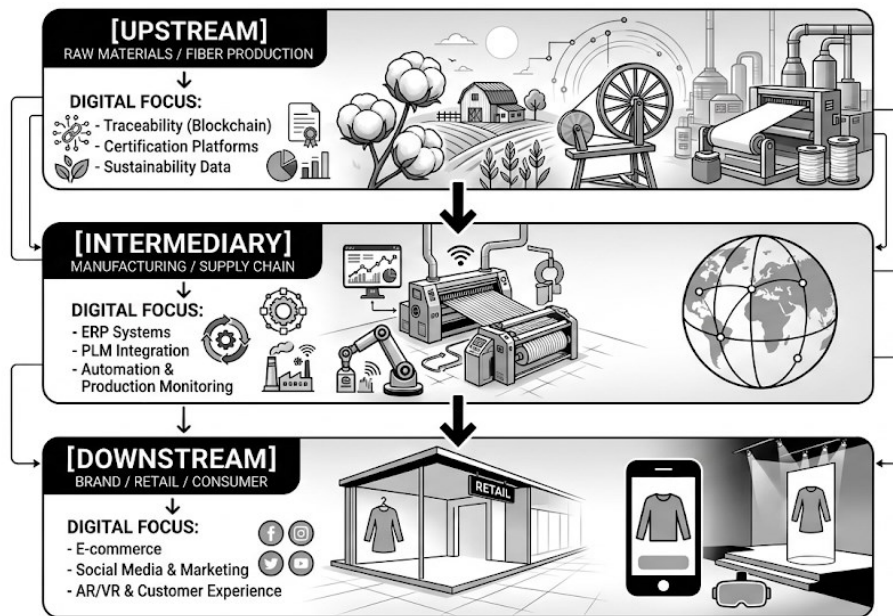 [UPSTREAM]
RAW MATERIALS / FIBER PRODUCTION
DIGITAL FOCUS:
- Traceability (Blockchain)
- Certification Platforms
- Sustainability Data
[INTERMEDIARY]
MANUFACTURING / SUPPLY CHAIN
DIGITAL FOCUS:
- ERP Systems
- PLM Integration
- Automation &
Production Monitoring
[DOWNSTREAM]
BRAND / RETAIL / CONSUMER
RETAIL
DIGITAL FOCUS:
- E-commerce
- Social Media & Marketing
- AR/VR & Customer Experience